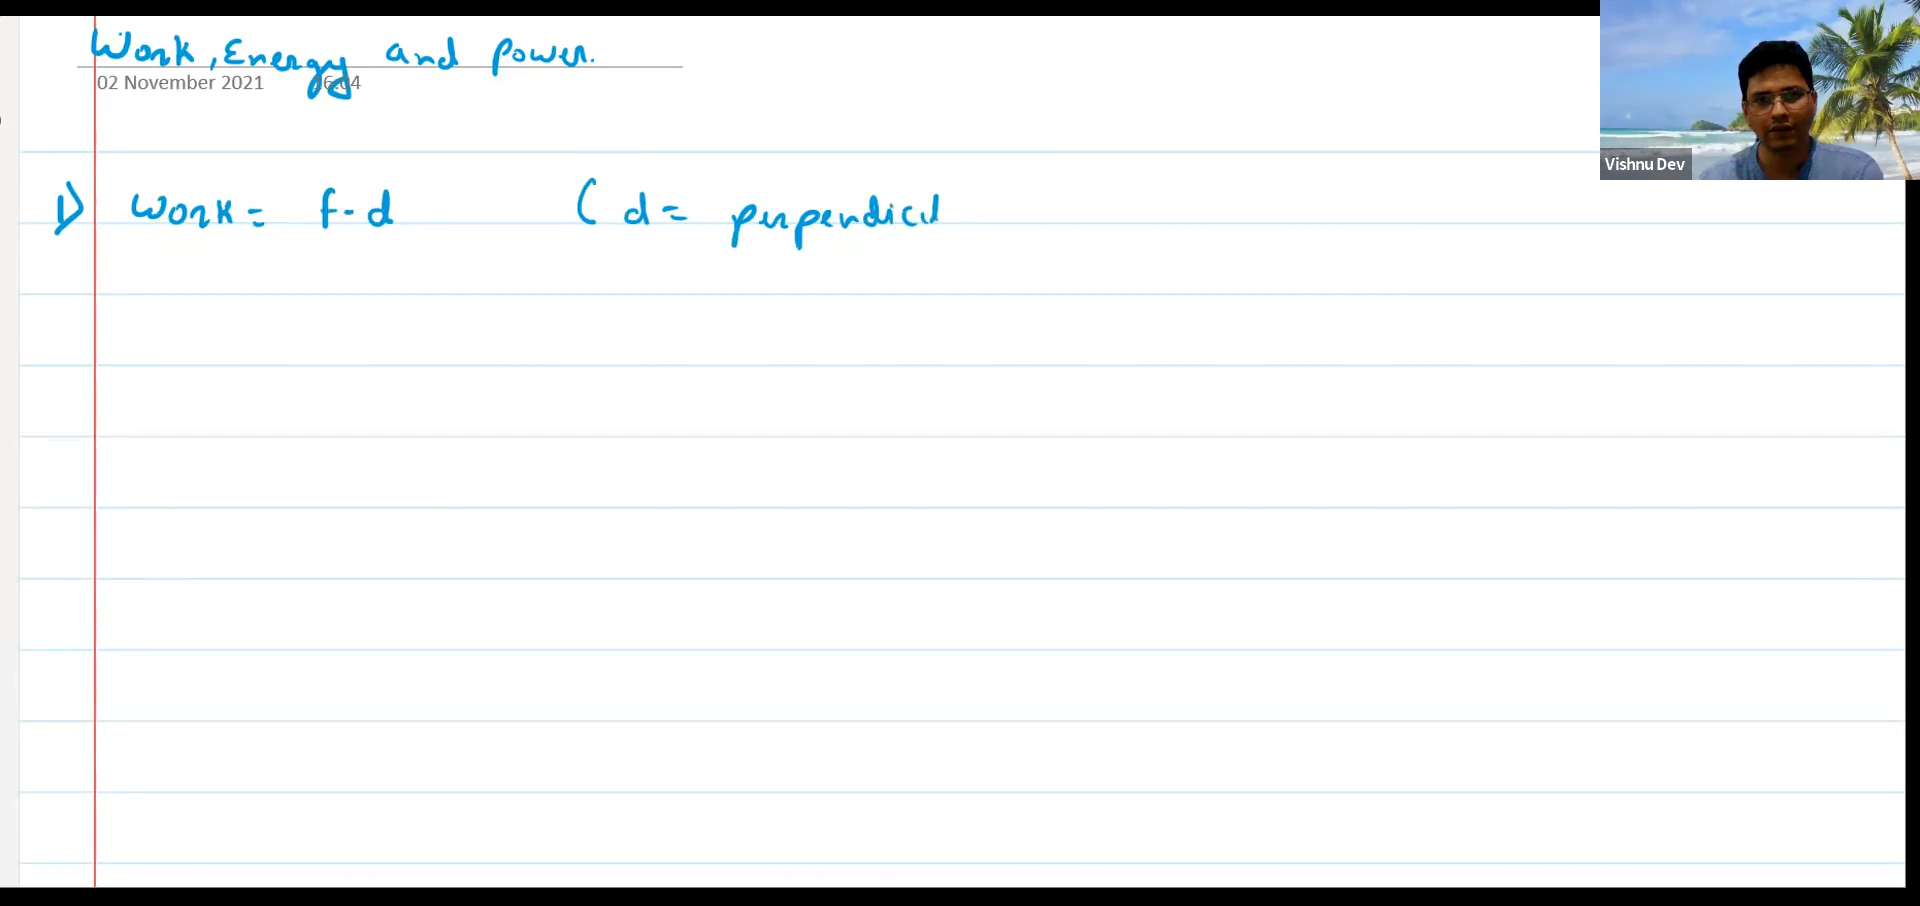 Work, Energy and power.
02 November 2021
Vishnu Dev
1) Work = f - d ( d = perpendicul